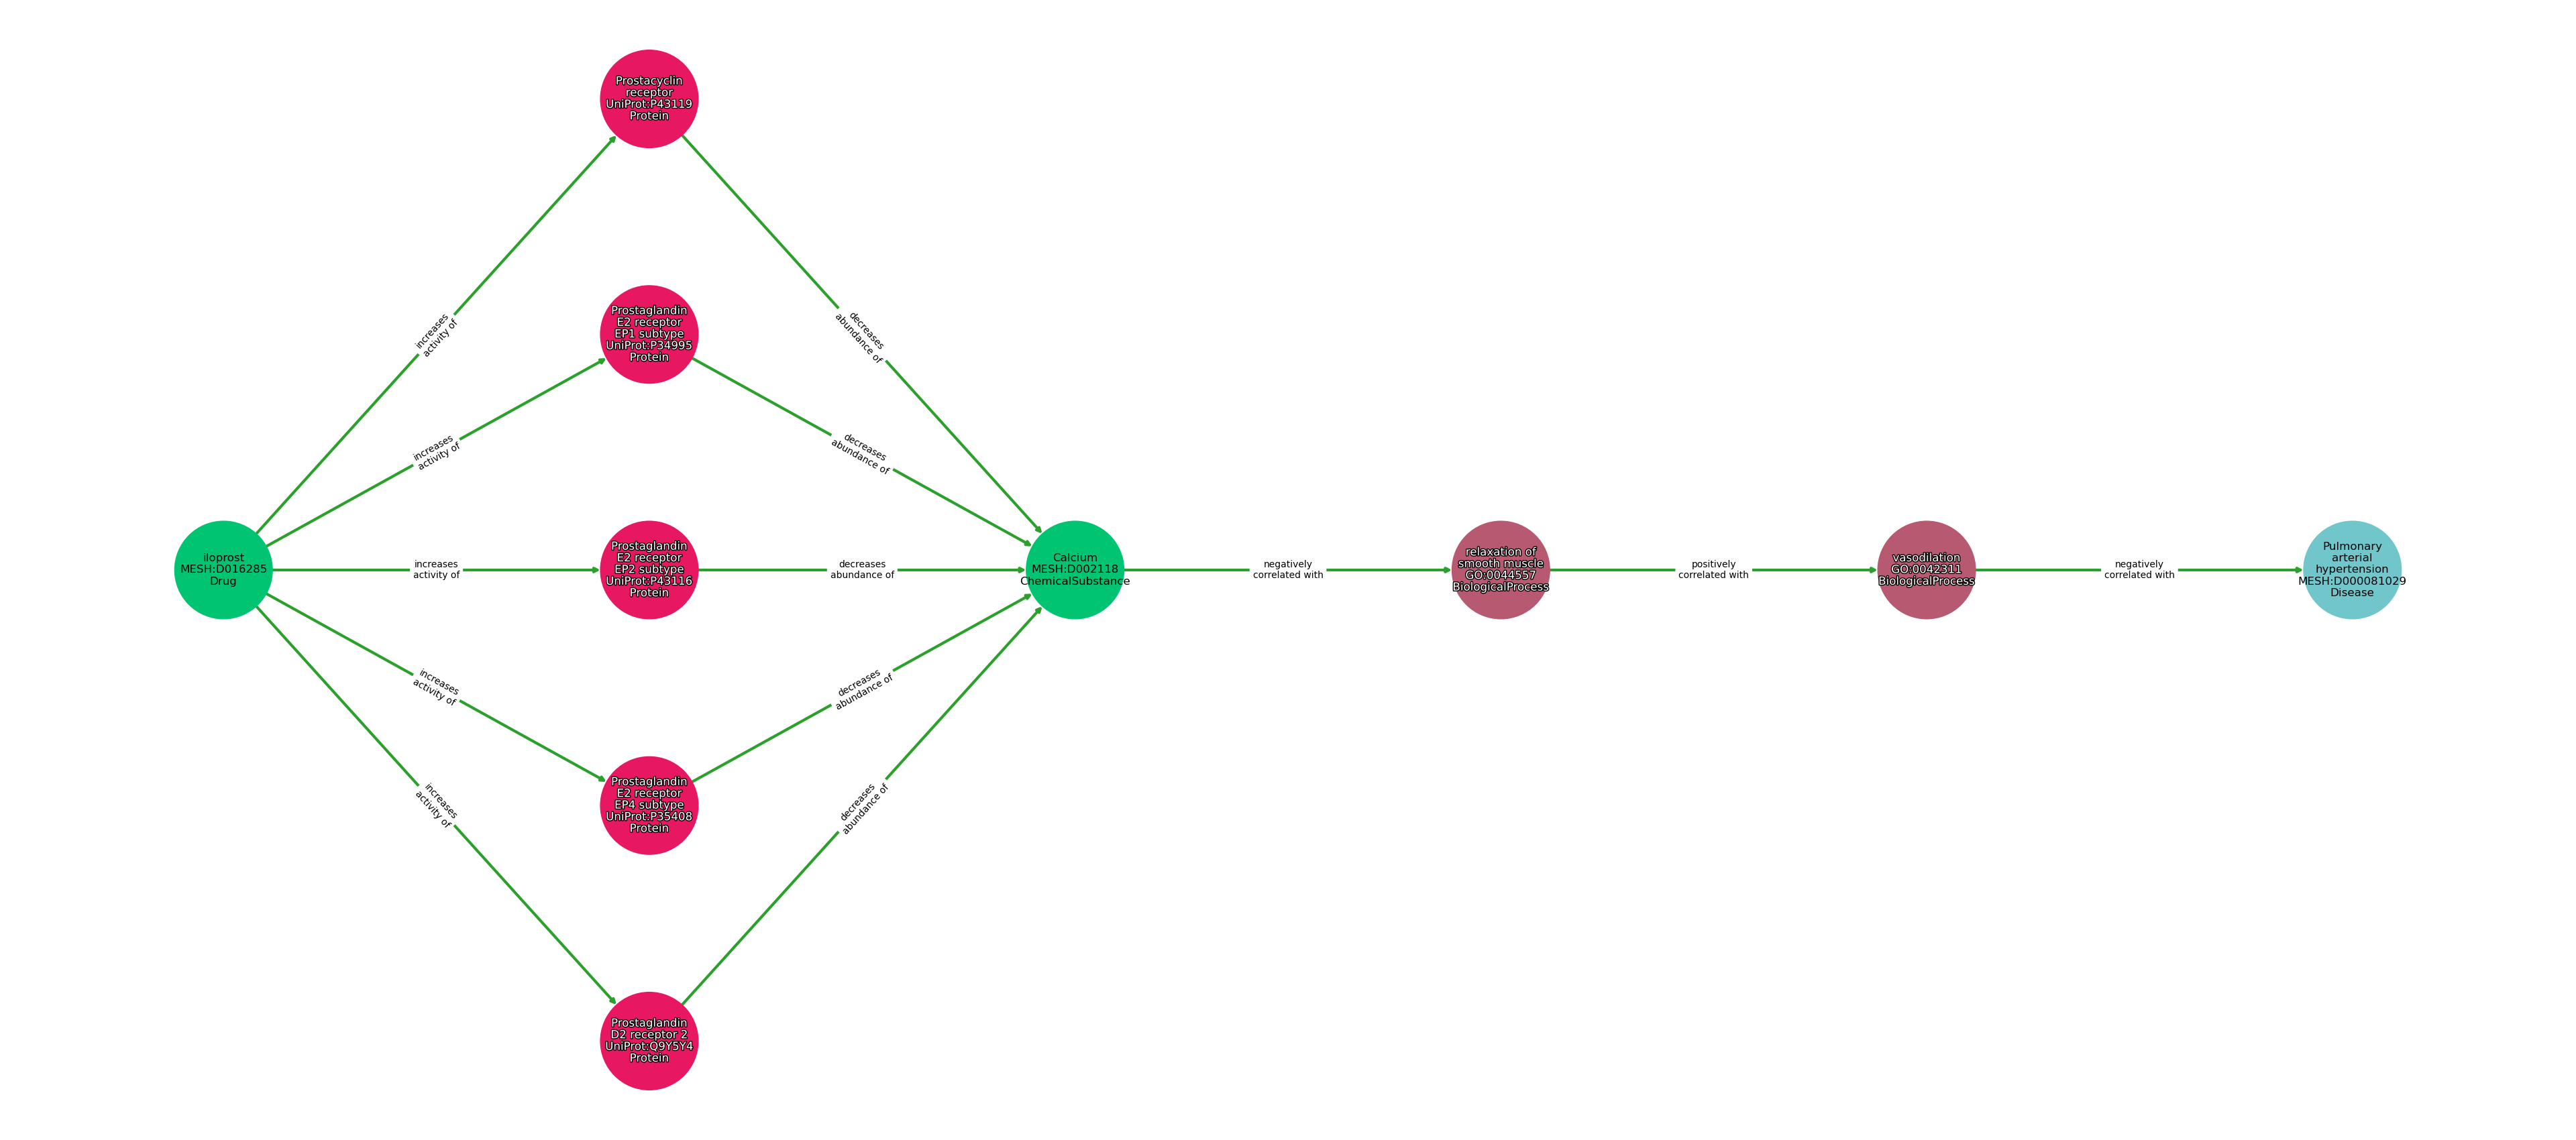 Prostacyclin
receptor
UniProt:P43119
Protein
increases
activity of
decreases
abundance of
Prostaglandin
E2 receptor
EP1 subtype
UniProt:P34995
Protein
increases
activity of
decreases
abundance of
iloprost
MESH:D016285
Drug
increases
activity of
Prostaglandin
E2 receptor
EP2 subtype
UniProt:P43116
Protein
decreases
abundance of
Calcium
MESH:D002118
ChemicalSubstance
negatively
correlated with
relaxation of
smooth muscle
GO:0044557
BiologicalProcess
positively
correlated with
vasodilation
GO:0042311
BiologicalProcess
negatively
correlated with
Pulmonary
arterial
hypertension
MESH:D000081029
Disease
increases
activity of
decreases
abundance of
Prostaglandin
E2 receptor
EP4 subtype
UniProt:P35408
Protein
increases
activity of
decreases
abundance of
Prostaglandin
D2 receptor 2
UniProt:Q9Y5Y4
Protein